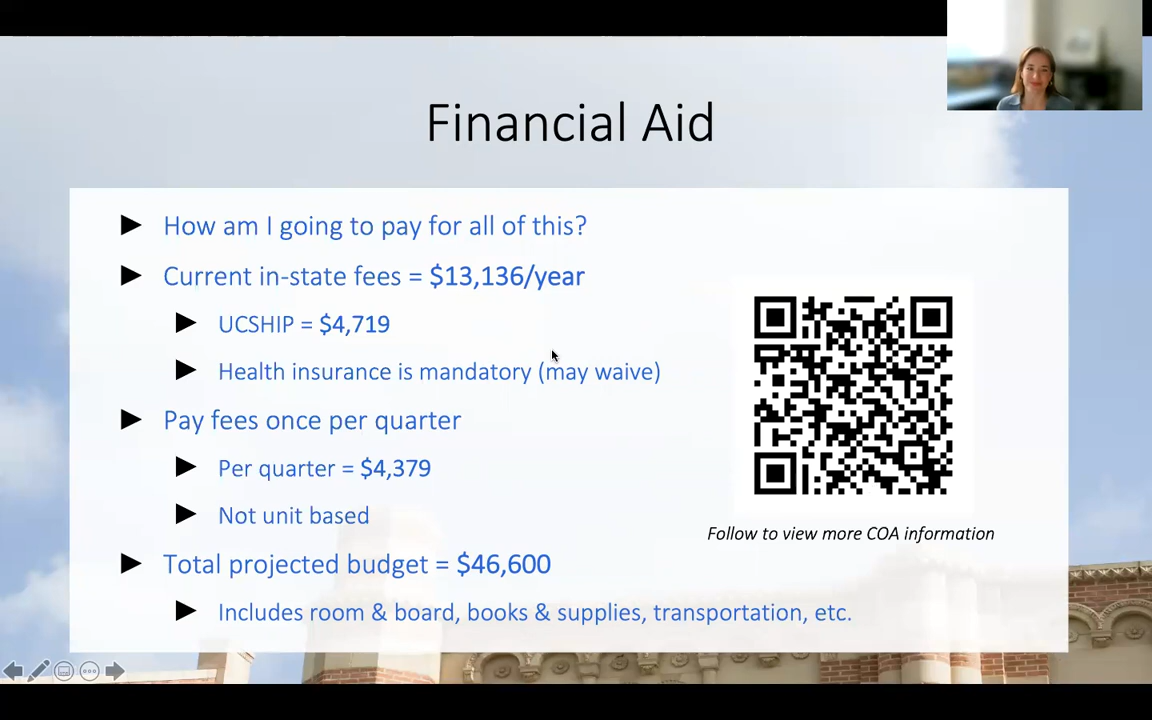 Financial Aid
How am I going to pay for all of this?
Current in-state fees = $13,136/year
UCSHIP = $4,719
Health insurance is mandatory (may waive)
Pay fees once per quarter
Per quarter = $4,379
Not unit based
Follow to view more COA information
Total projected budget = $46,600
Includes room & board, books & supplies, transportation, etc.